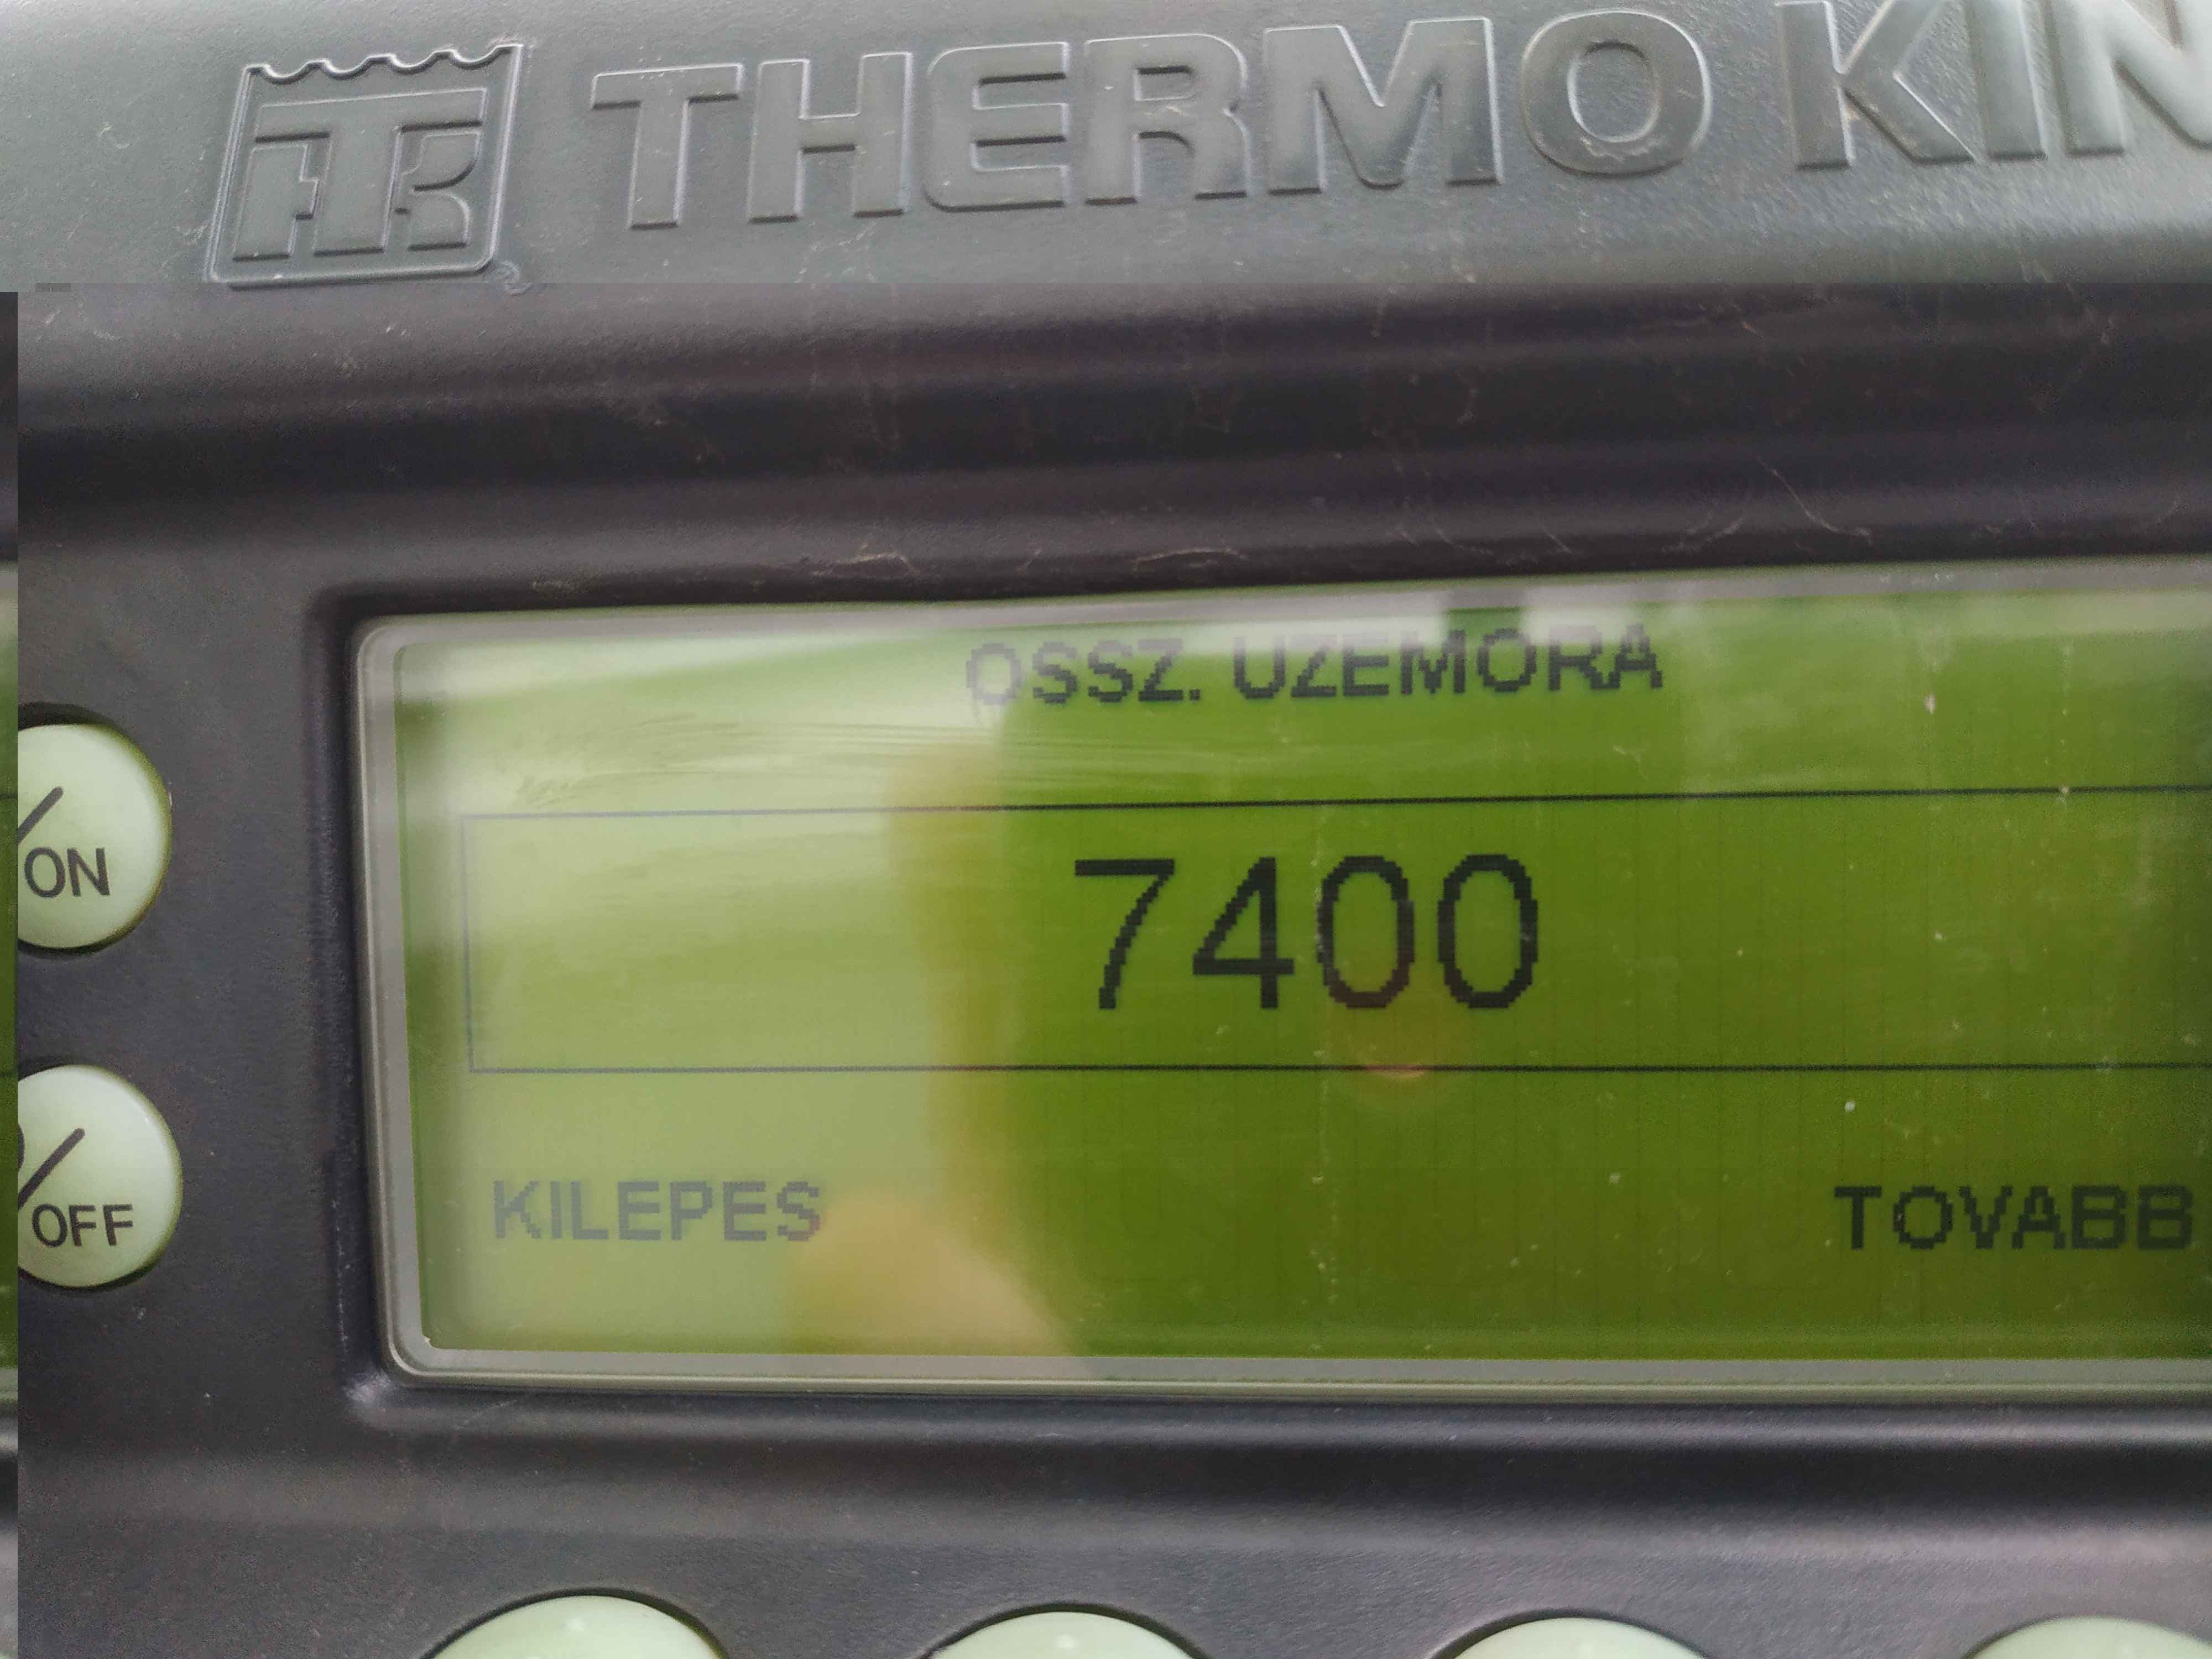 THERMO KIN
OSSZ. UZEMORA
7400
KILEPES
TOVABB
/ON
/OFF